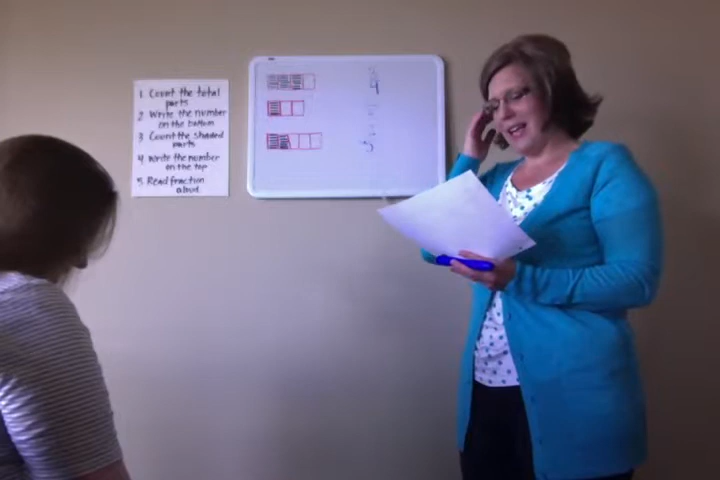 1 Count the total
parts
2 Write the number
on the bottom
3 Count the shaded
parts
4 Write the number
on the top
5 Read fraction
aloud
4